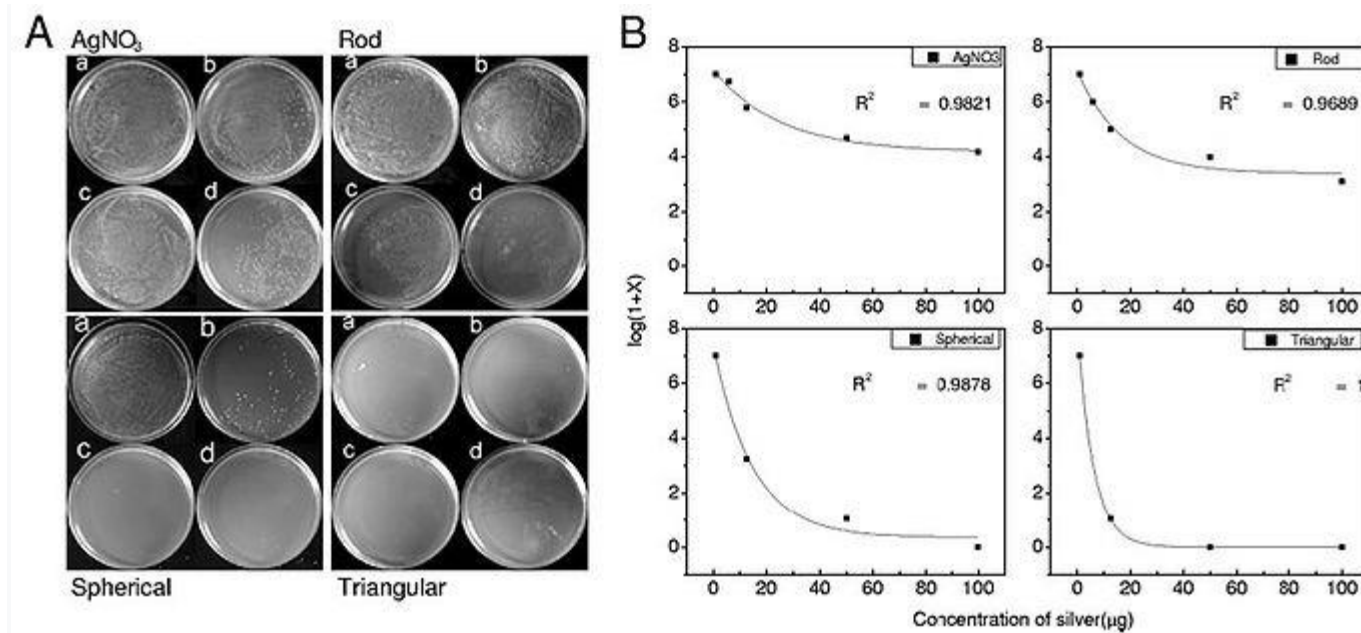 A
AgNO₃
Rod
a
b
a
b
c
d
c
d
a
b
a
b
c
d
c
d
Spherical
Triangular
B
log(1+X)
8
6
4
2
0
0 20 40 60 80 100
AgNO3
R² = 0.9821
8
6
4
2
0
0 20 40 60 80 100
Rod
R² = 0.9689
8
6
4
2
0
0 20 40 60 80 100
Spherical
R² = 0.9878
8
6
4
2
0
0 20 40 60 80 100
Triangular
R² =
Concentration of silver(µg)